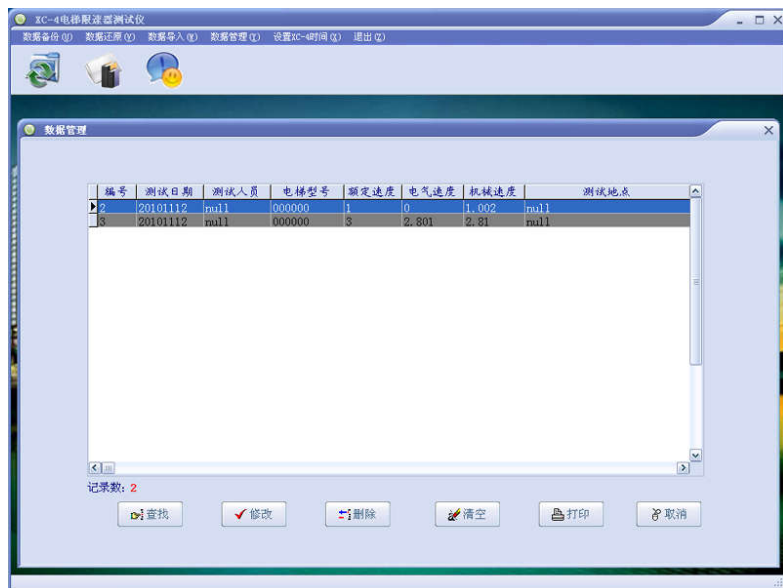 XC-4电梯限速器测试仪
数据备份(U) 数据还原(V) 数据导入(W) 数据管理(T) 设置XC-4时间(X) 退出(Z)
数据管理
编号 测试日期 测试人员 电梯型号 额定速度 电气速度 机械速度 测试地点
2 20101112 null 000000 1 0 1.002 null
3 20101112 null 000000 3 2.801 2.81 null
记录数: 2
查找 修改 删除 清空 打印 取消